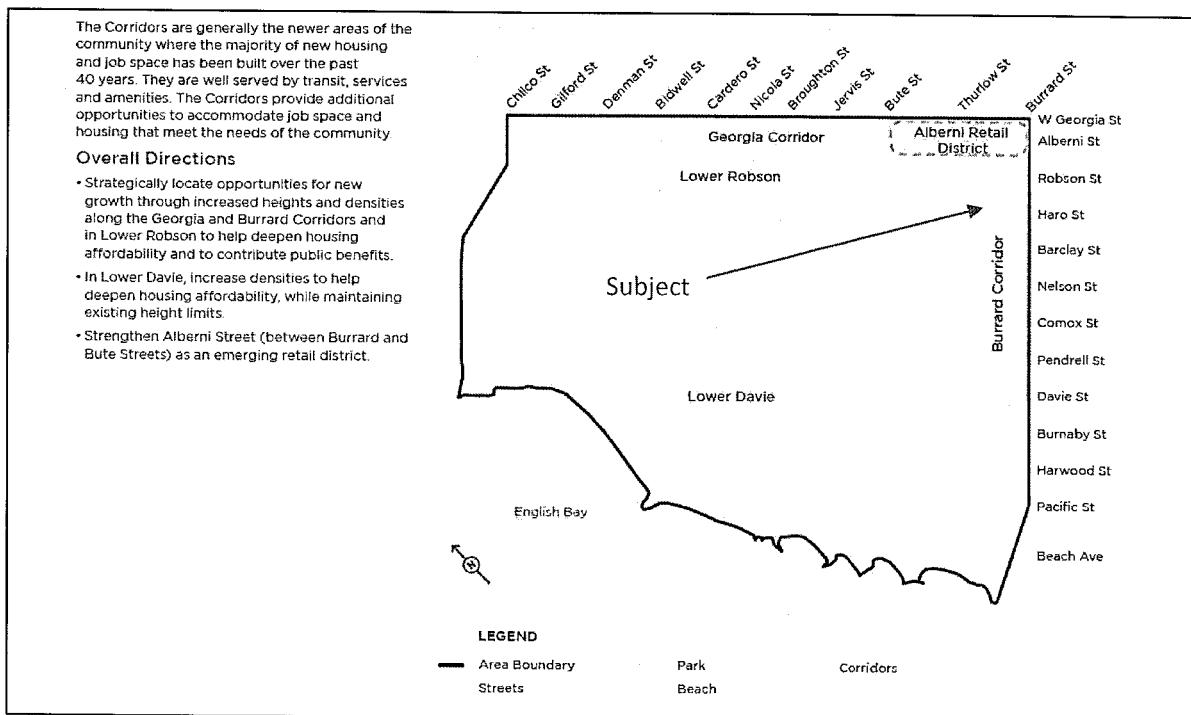 The Corridors are generally the newer areas of the
community where the majority of new housing
and job space has been built over the past
40 years. They are well served by transit, services
and amenities. The Corridors provide additional
opportunities to accommodate job space and
housing that meet the needs of the community.
Overall Directions
• Strategically locate opportunities for new
growth through increased heights and densities
along the Georgia and Burrard Corridors and
in Lower Robson to help deepen housing
affordability and to contribute public benefits.
• In Lower Davie, increase densities to help
deepen housing affordability, while maintaining
existing height limits.
• Strengthen Alberni Street (between Burrard and
Bute Streets) as an emerging retail district.
Chilco St
Gilford St
Denman St
Bidwell St
Cardero St
Nicola St
Broughton St
Jervis St
Bute St
Thurlow St
Burrard St
W Georgia St
Alberni St
Robson St
Haro St
Barclay St
Nelson St
Comox St
Pendrell St
Davie St
Burnaby St
Harwood St
Pacific St
Beach Ave
Georgia Corridor
Alberni Retail
District
Lower Robson
Burrard Corridor
Subject
Lower Davie
English Bay
N
LEGEND
Area Boundary
Streets
Park
Beach
Corridors